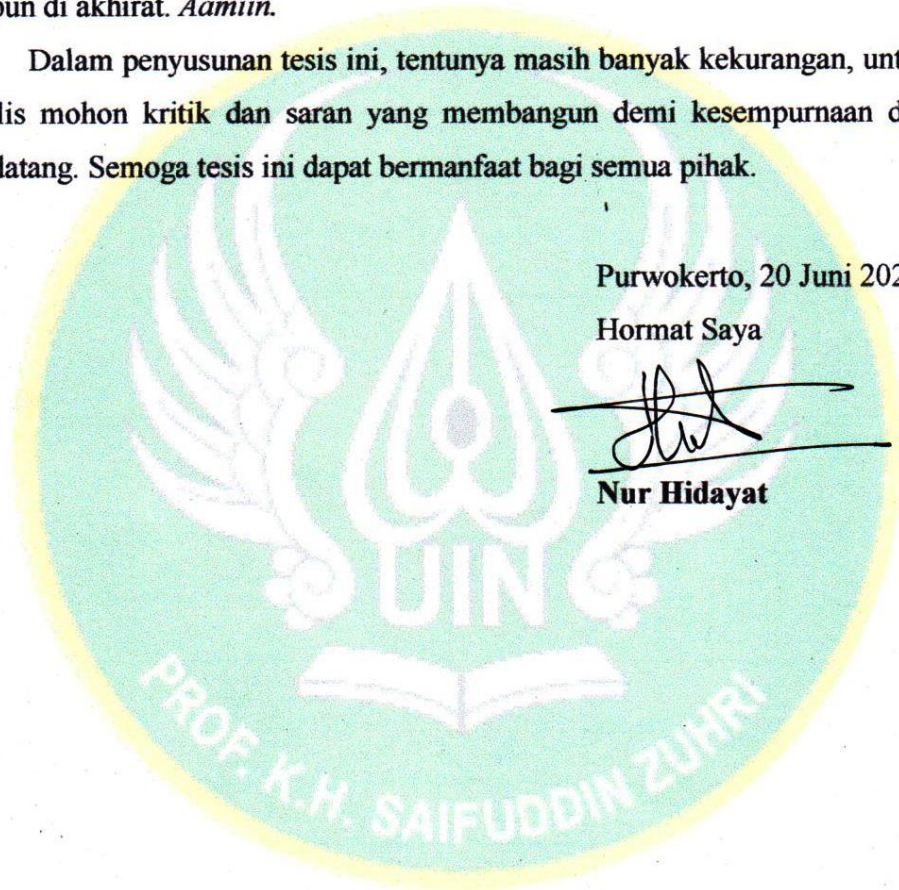 pun di akhirat. Aamiin.
Dalam penyusunan tesis ini, tentunya masih banyak kekurangan, unt
lis mohon kritik dan saran yang membangun demi kesempurnaan d
latang. Semoga tesis ini dapat bermanfaat bagi semua pihak.
Purwokerto, 20 Juni 202
Hormat Saya
Nur Hidayat
UIN
PROF. K.H. SAIFUDDIN ZUHRI